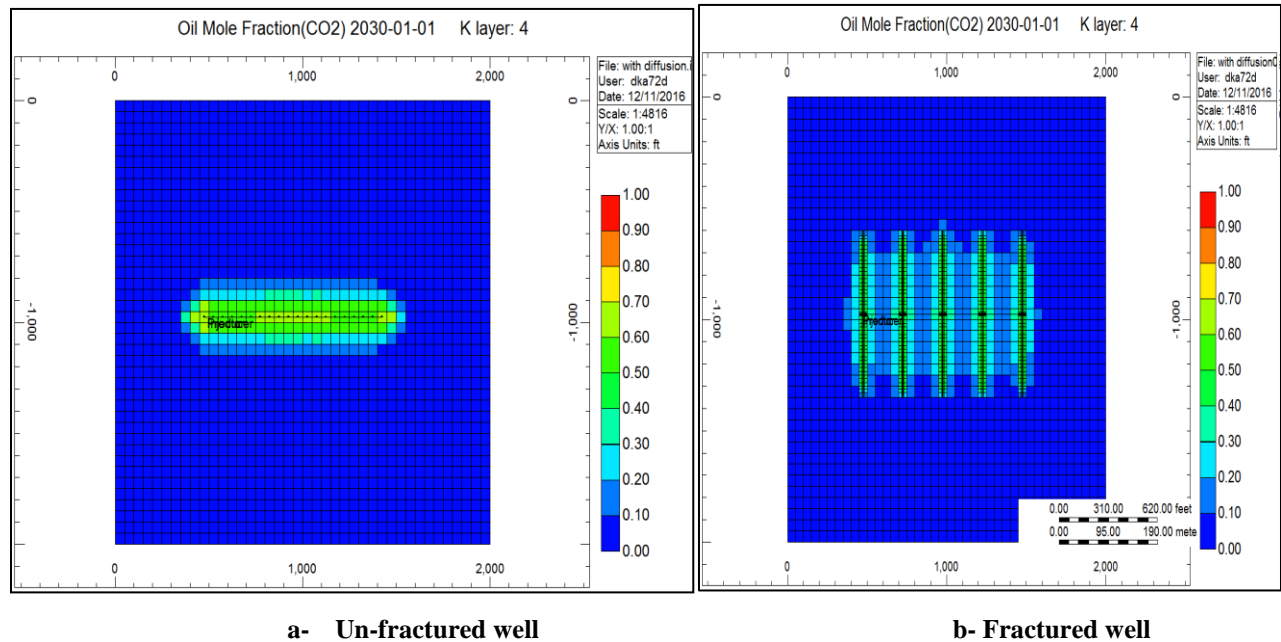 Oil Mole Fraction(CO2) 2030-01-01 K layer: 4
0 1,000 2,000
File: with diffusion.i
User: dka72d
Date: 12/11/2016
Scale: 1:4816
Y/X: 1.00:1
Axis Units: ft
0
0
-1,000
-1,000
1.00
0.90
0.80
0.70
0.60
0.50
0.40
0.30
0.20
0.10
0.00
0 1,000 2,000
a- Un-fractured well
Oil Mole Fraction(CO2) 2030-01-01 K layer: 4
0 1,000 2,000
File: with diffusion0
User: dka72d
Date: 12/11/2016
Scale: 1:4816
Y/X: 1.00:1
Axis Units: ft
0
0
-1,000
-1,000
1.00
0.90
0.80
0.70
0.60
0.50
0.40
0.30
0.20
0.10
0.00
0.00 310.00 620.00 feet
0.00 95.00 190.00 mete
0 1,000 2,000
b- Fractured well